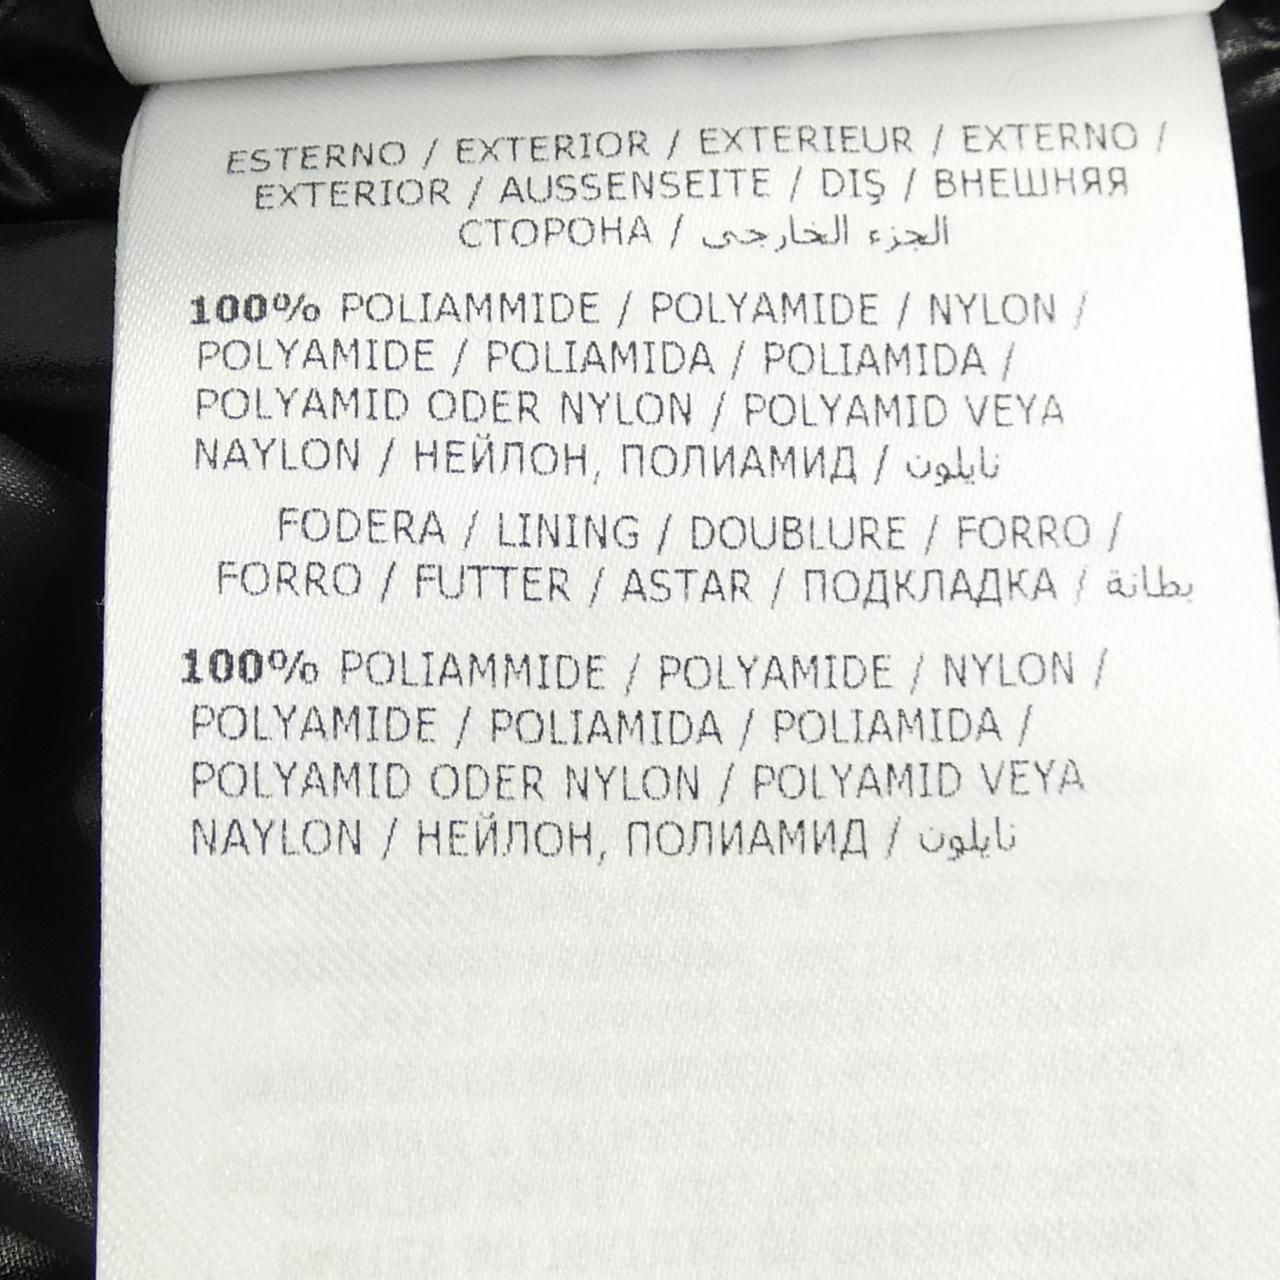 ESTERNO / EXTERIOR / EXTERIEUR / EXTERNO /
EXTERIOR / AUSSENSEITE / DIŞ / ВНЕШНЯЯ
СТОРОНА / الجزء الخارجى
100% POLIAMMIDE / POLYAMIDE / NYLON /
POLYAMIDE / POLIAMIDA / POLIAMIDA /
POLYAMID ODER NYLON / POLYAMID VEYA
NAYLON / НЕЙЛОН, ПОЛИАМИД / نايلون
FODERA / LINING / DOUBLURE / FORRO /
FORRO / FUTTER / ASTAR / ПОДКЛАДКА / بطانة
100% POLIAMMIDE / POLYAMIDE / NYLON /
POLYAMIDE / POLIAMIDA / POLIAMIDA /
POLYAMID ODER NYLON / POLYAMID VEYA
NAYLON / НЕЙЛОН, ПОЛИАМИД / نايلون